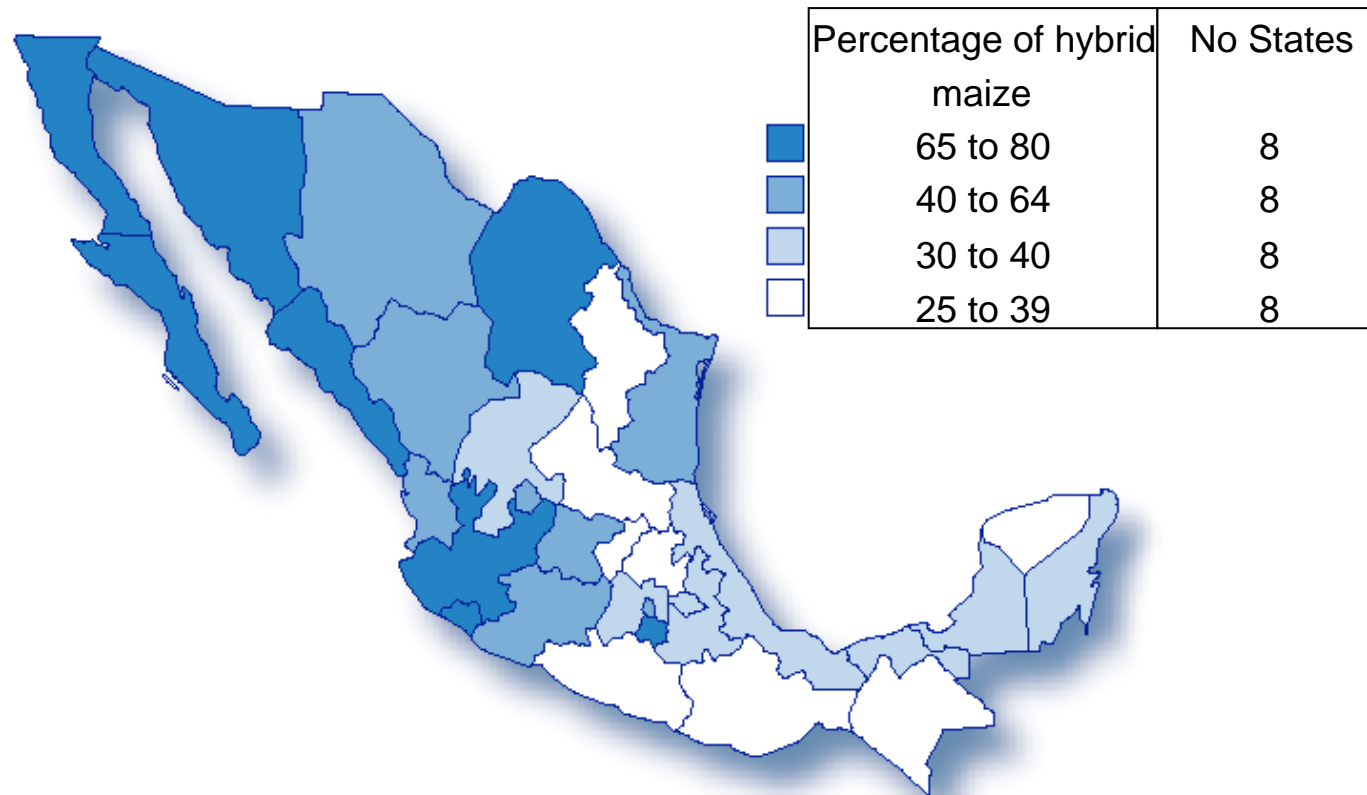 Percentage of hybrid No States
maize
65 to 80 8
40 to 64 8
30 to 40 8
25 to 39 8